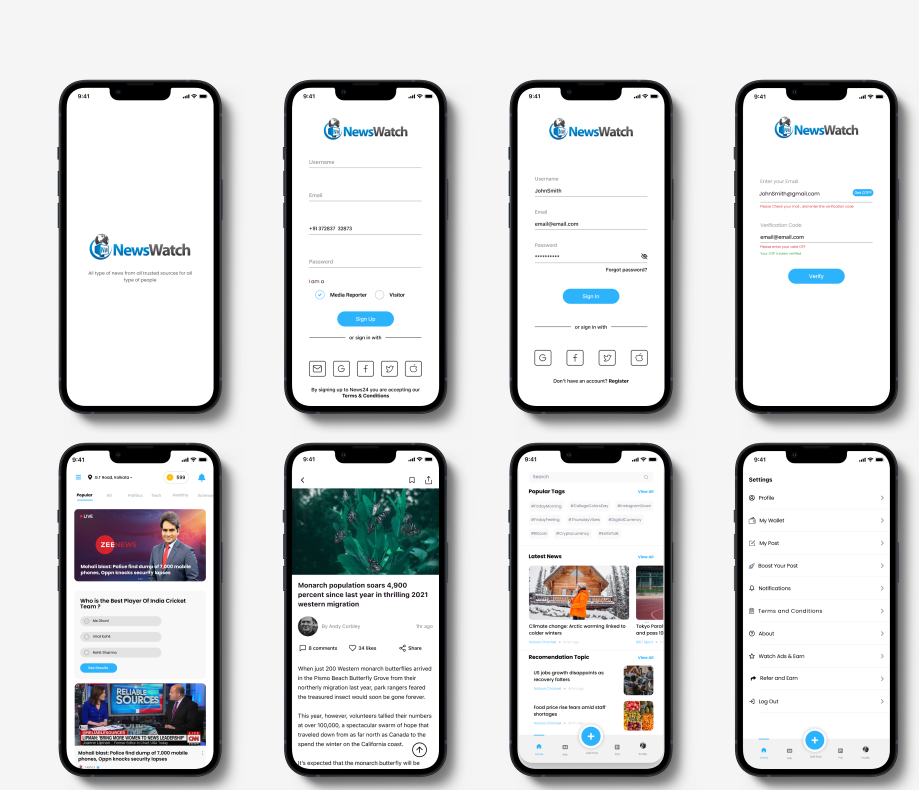 9:41
NewsWatch
All type of news from all trusted sources for all
type of people
9:41
NewsWatch
Username
Email
+91 372837 32873
Password
I am a
Media Reporter
Visitor
Sign Up
or sign in with
By signing up to News24 you are accepting our
Terms & Conditions
9:41
NewsWatch
Username
JohnSmith
Email
email@email.com
Password
Forgot password?
Sign In
or sign in with
Don't have an account? Register
9:41
NewsWatch
Enter your Email
JohnSmith@gmail.com
Get OTP?
Please Check your mail , and enter the verification code
Verification Code
email@email.com
Please enter your valid OTP
Your OTP is been verified
Verify
9:41
G.T Road, Kolkata
599
Popular
All
Politics
Tech
Healthy
Science
LIVE
ZEE NEWS
Mohali blast: Police find dump of 7,000 mobile
phones, Oppn knocks security lapses
Who is the Best Player Of India Cricket
Team ?
Ms Dhoni
Virat Kohli
Rohit Sharma
See Results
RELIABLE
SOURCES
#RELIABLESOURCES
LIPMAN: "BRING MORE WOMEN TO NEWS LEADERSHIP"
CNN
Mohali blast: Police find dump of 7,000 mobile
phones, Oppn knocks security lapses
9:41
Monarch population soars 4,900
percent since last year in thrilling 2021
western migration
By Andy Corbley
1hr ago
8 comments
34 likes
Share
When just 200 Western monarch butterflies arrived
in the Pismo Beach Butterfly Grove from their
northerly migration last year, park rangers feared
the treasured insect would soon be gone forever.
This year, however, volunteers tallied their numbers
at over 100,000, a spectacular swarm of hope that
traveled down from as far north as Canada to the
spend the winter on the California coast.
It's expected that the monarch butterfly will be
9:41
Search
Popular Tags
View All
#FridayMorning
#CollegeColorsDay
#InstagramDown
#FridayFeeling
#ThursdayVibes
#DigitalCurrency
#Bitcoin
#Cryptocurrency
Latest News
View All
Climate change: Arctic warming linked to
colder winters
Tokyo Paral
and pass 10
Recomendation Topic
View All
US jobs growth disappoints as
recovery falters
Food price rise fears amid staff
shortages
Home
9:41
Settings
Profile
My Wallet
My Post
Boost Your Post
Notifications
Terms and Conditions
About
Watch Ads & Earn
Refer and Earn
Log Out
Home